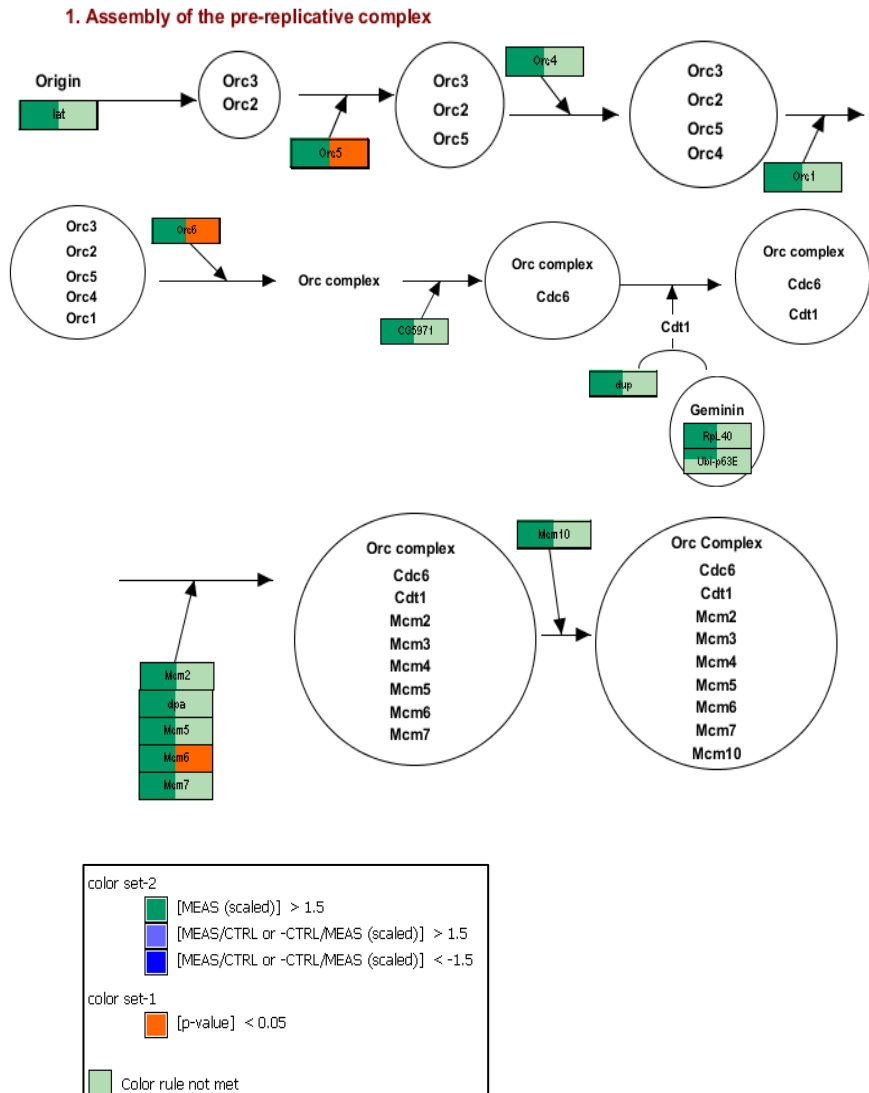 1. Assembly of the pre-replicative complex
Origin
lat
Orc3
Orc2
Orc5
Orc3
Orc2
Orc5
Orc4
Orc3
Orc2
Orc5
Orc4
Orc1
Orc3
Orc2
Orc5
Orc4
Orc1
Orc6
Orc complex
CG5971
Orc complex
Cdc6
Cdt1
dup
Geminin
RpL40
Ubi-p63E
Orc complex
Cdc6
Cdt1
Mcm2
dpa
Mcm5
Mcm6
Mcm7
Orc complex
Cdc6
Cdt1
Mcm2
Mcm3
Mcm4
Mcm5
Mcm6
Mcm7
Mcm10
Orc Complex
Cdc6
Cdt1
Mcm2
Mcm3
Mcm4
Mcm5
Mcm6
Mcm7
Mcm10
color set-2
[MEAS (scaled)] > 1.5
[MEAS/CTRL or -CTRL/MEAS (scaled)] > 1.5
[MEAS/CTRL or -CTRL/MEAS (scaled)] < -1.5
color set-1
[p-value] < 0.05
Color rule not met